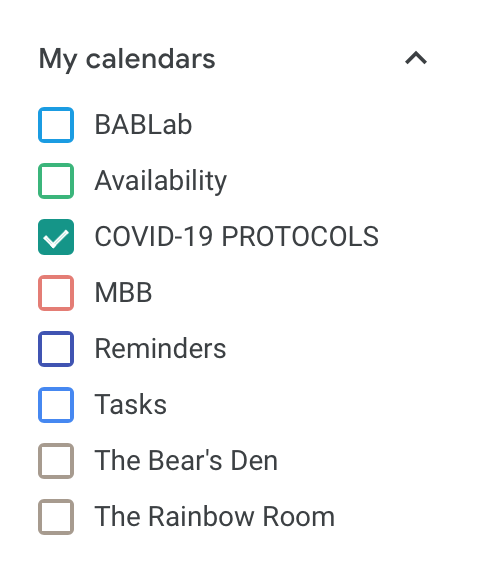 My calendars
BABLab
Availability
COVID-19 PROTOCOLS
MBB
Reminders
Tasks
The Bear's Den
The Rainbow Room